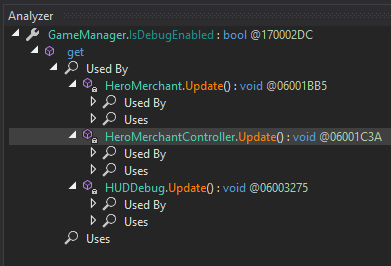 Analyzer
GameManager.IsDebugEnabled : bool @170002DC
get
Used By
HeroMerchant.Update() : void @06001BB5
Used By
Uses
HeroMerchantController.Update() : void @06001C3A
Used By
Uses
HUDDebug.Update() : void @06003275
Used By
Uses
Uses